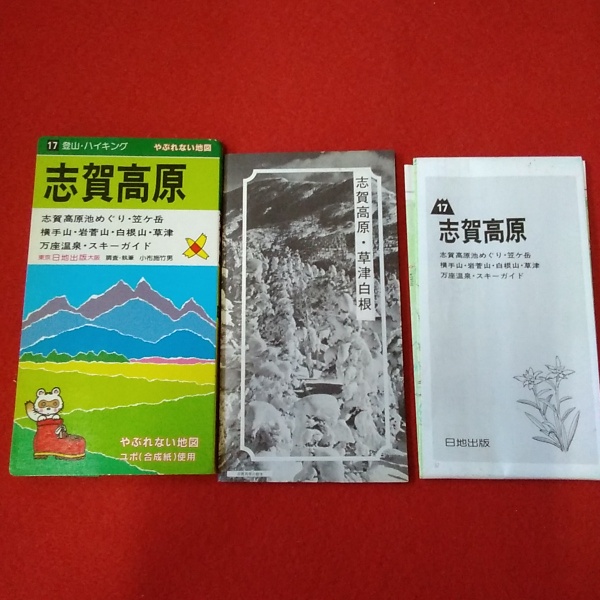 17 登山・ハイキング やぶれない地図
志賀高原
志賀高原池めぐり・笠ケ岳
横手山・岩菅山・白根山・草津
万座温泉・スキーガイド
東京 日地出版 大阪 調査・執筆 小布施竹男
やぶれない地図
ユポ(合成紙)使用
志賀高原・草津白根
17
志賀高原
志賀高原池めぐり・笠ケ岳
横手山・岩菅山・白根山・草津
万座温泉・スキーガイド
日地出版